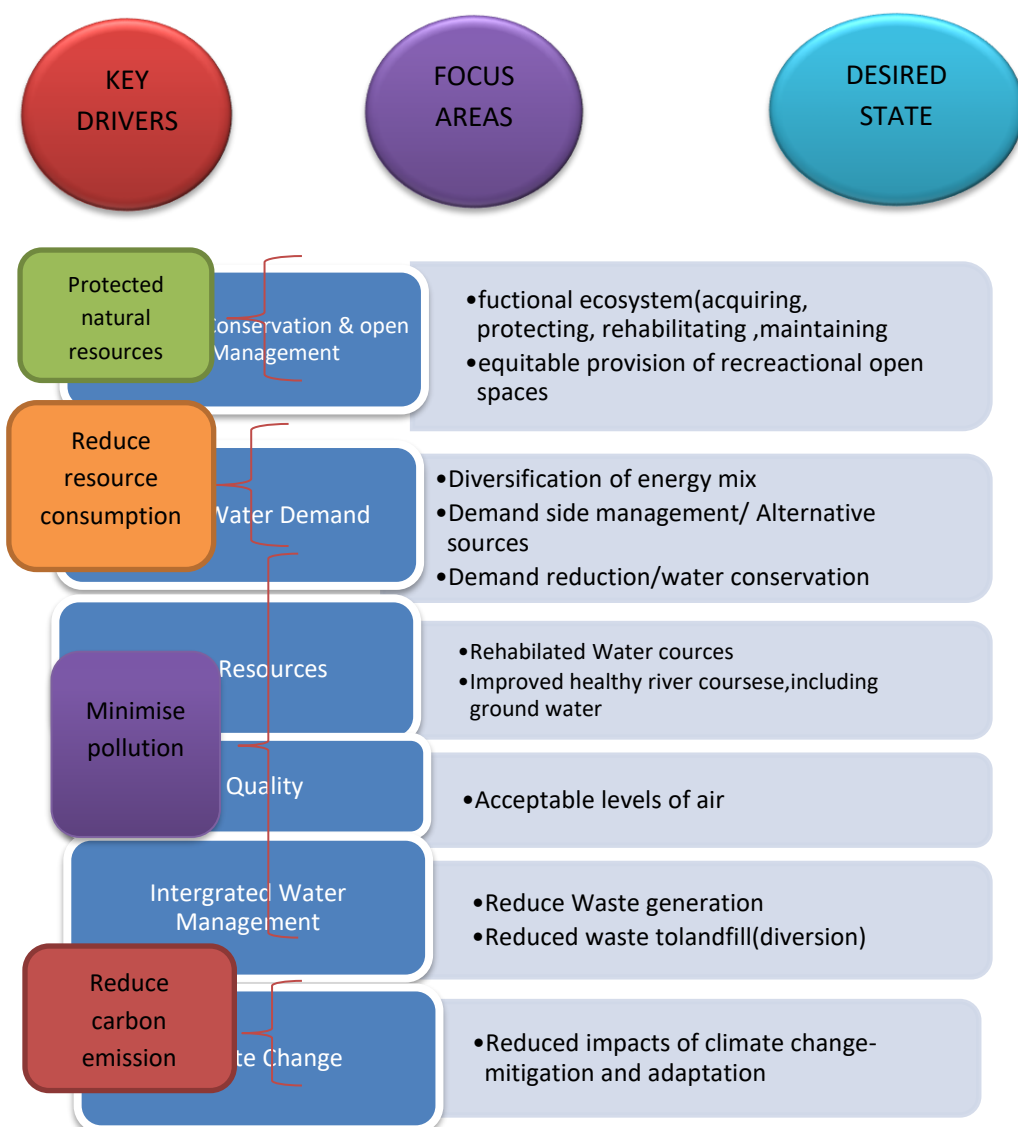 KEY
DRIVERS
FOCUS
AREAS
DESIRED
STATE
Protected
natural
resources
Conservation & open
Management
•fuctional ecosystem(acquiring,
protecting, rehabilitating ,maintaining
•equitable provision of recreactional open
spaces
Reduce
resource
consumption
Water Demand
•Diversification of energy mix
•Demand side management/ Alternative
sources
•Demand reduction/water conservation
Resources
•Rehabilated Water cources
•Improved healthy river coursese,including
ground water
Minimise
pollution
Quality
•Acceptable levels of air
Intergrated Water
Management
•Reduce Waste generation
•Reduced waste tolandfill(diversion)
Reduce
carbon
emission
Change
•Reduced impacts of climate change-
mitigation and adaptation